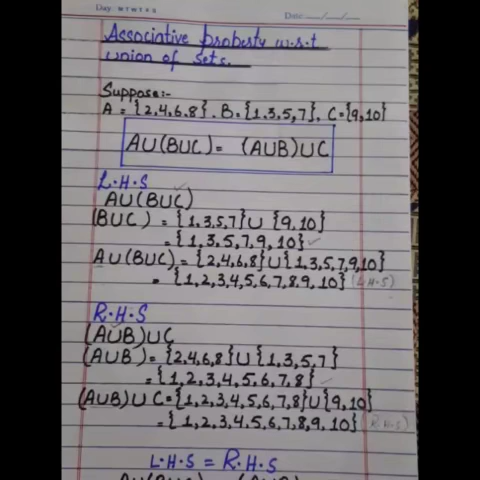 Day: M T W T F S
Date:
Associative property w.r.t
union of sets.
Suppose:-
A = {2,4,6,8}. B={1,3,5,7}, C={9,10}
AU(BUC)= (AUB)UC
L.H.S
AU(BUC)
(BUC) = {1,3,5,7}U {9,10}
={1,3,5,7,9,10}
AU(BUC) = {2,4,6,8}U{1,3,5,7,9,10}
= {1,2,3,4,5,6,7,8,9,10} (L.H.S)
R.H.S
(AUB)UC
(AUB) = {2,4,6,8}U{1,3,5,7}
={1,2,3,4,5,6,7,8}
(AUB)U C={1,2,3,4,5,6,7,8}U{9,10}
={1,2,3,4,5,6,7,8,9,10} (R.H.S)
L.H.S = R.H.S